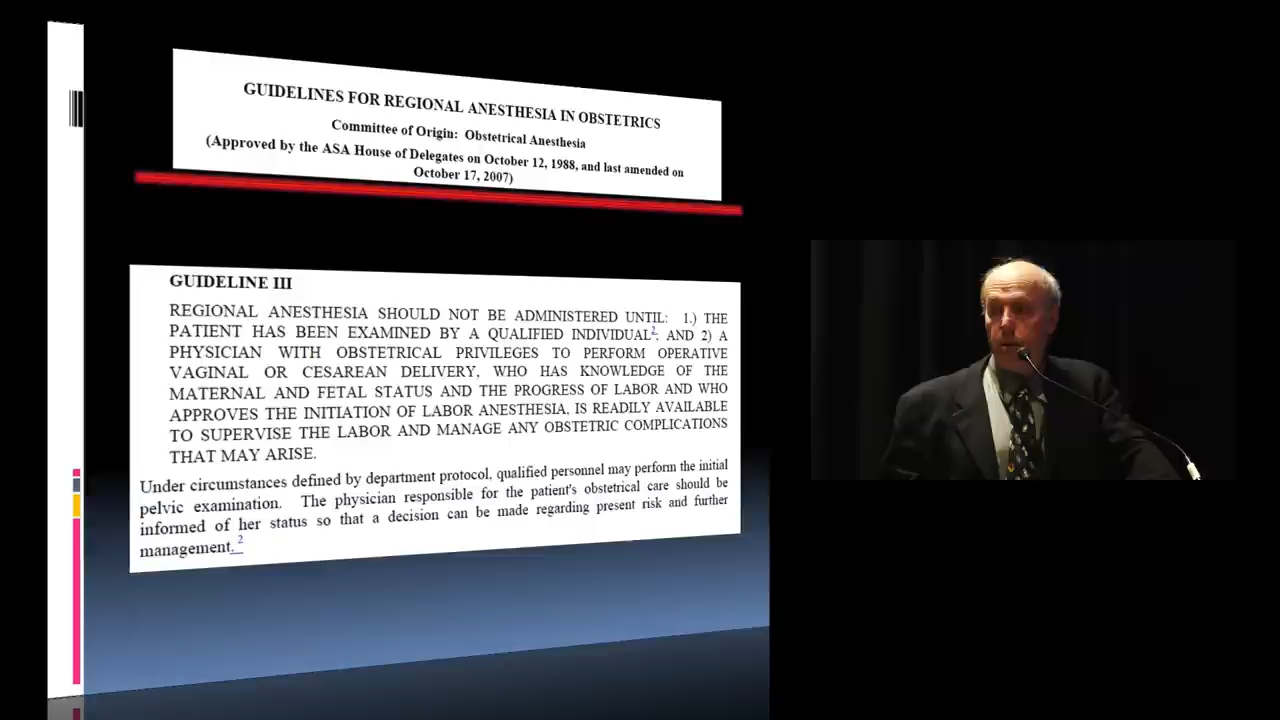 GUIDELINES FOR REGIONAL ANESTHESIA IN OBSTETRICS
Committee of Origin: Obstetrical Anesthesia
(Approved by the ASA House of Delegates on October 12, 1988, and last amended on
October 17, 2007)
GUIDELINE III
REGIONAL ANESTHESIA SHOULD NOT BE ADMINISTERED UNTIL: 1.) THE
PATIENT HAS BEEN EXAMINED BY A QUALIFIED INDIVIDUAL2; AND 2) A
PHYSICIAN WITH OBSTETRICAL PRIVILEGES TO PERFORM OPERATIVE
VAGINAL OR CESAREAN DELIVERY, WHO HAS KNOWLEDGE OF THE
MATERNAL AND FETAL STATUS AND THE PROGRESS OF LABOR AND WHO
APPROVES THE INITIATION OF LABOR ANESTHESIA, IS READILY AVAILABLE
TO SUPERVISE THE LABOR AND MANAGE ANY OBSTETRIC COMPLICATIONS
THAT MAY ARISE.
Under circumstances defined by department protocol, qualified personnel may perform the initial
pelvic examination. The physician responsible for the patient's obstetrical care should be
informed of her status so that a decision can be made regarding present risk and further
management. 2